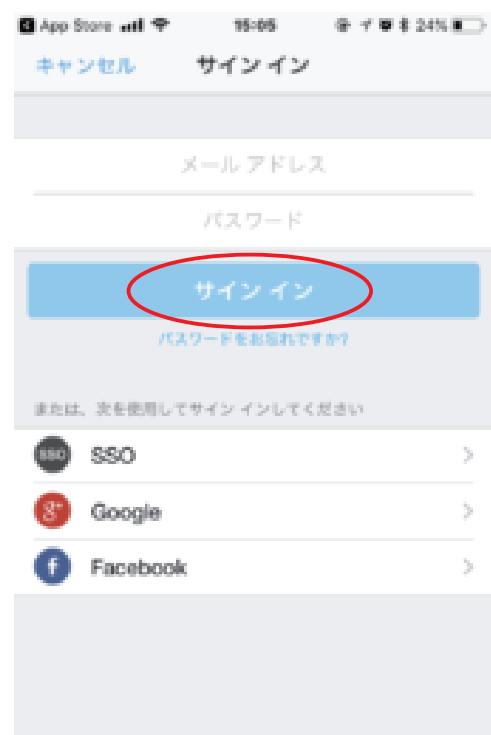 App Store 15:05 24%
キャンセル サイン イン
メール アドレス
パスワード
サイン イン
パスワードをお忘れですか?
または、次を使用してサイン インしてください
SSO SSO
g+ Google
f Facebook